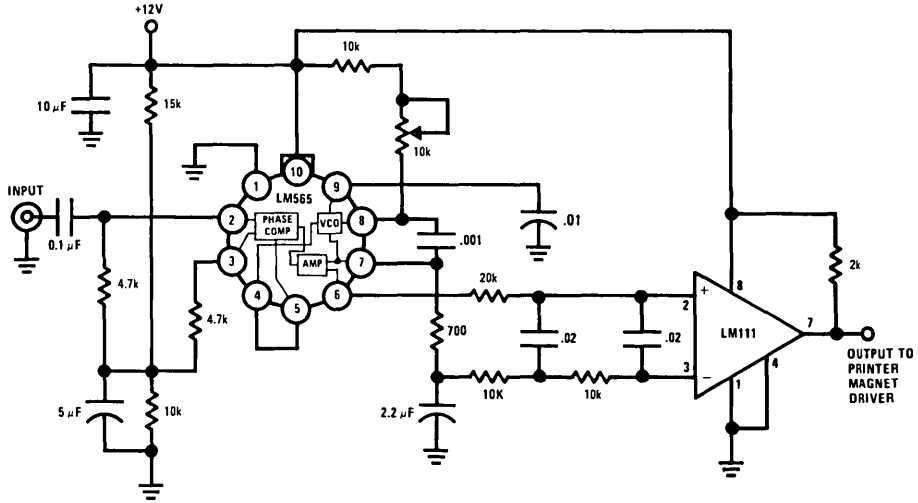 +12V
10k
10 μF
15k
10k
1
10
9
LM565
INPUT
2
PHASE
COMP
VCO
8
.01
0.1 μF
.001
3
AMP
7
2k
4.7k
4
5
6
20k
8
4.7k
2
+
700
.02
.02
LM111
7
3
–
4
OUTPUT TO
PRINTER
MAGNET
DRIVER
10K
10k
1
5 μF
10k
2.2 μF